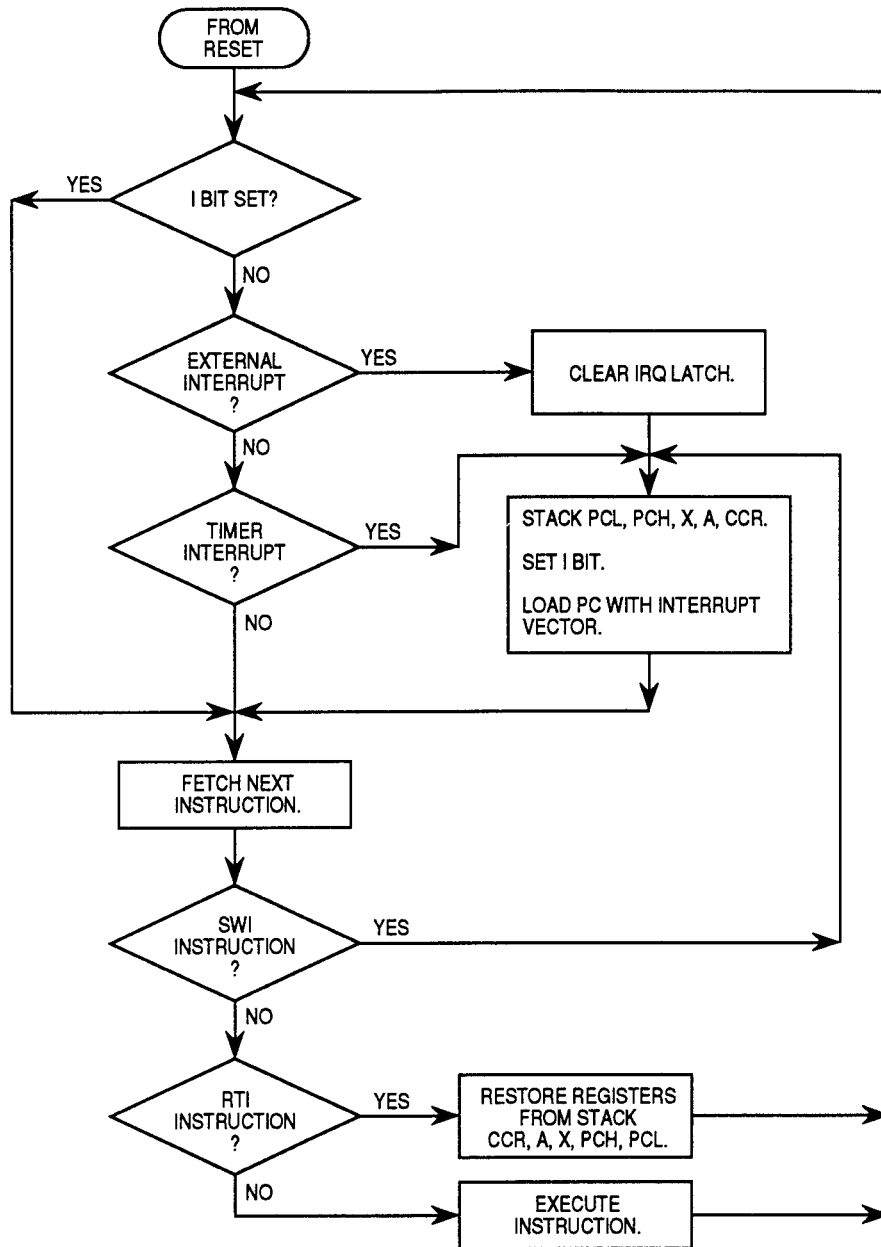 FROM
RESET
I BIT SET?
YES
NO
EXTERNAL
INTERRUPT
?
YES
CLEAR IRQ LATCH.
NO
TIMER
INTERRUPT
?
YES
STACK PCL, PCH, X, A, CCR.
SET I BIT.
LOAD PC WITH INTERRUPT
VECTOR.
NO
FETCH NEXT
INSTRUCTION.
SWI
INSTRUCTION
?
YES
NO
RTI
INSTRUCTION
?
YES
RESTORE REGISTERS
FROM STACK
CCR, A, X, PCH, PCL.
NO
EXECUTE
INSTRUCTION.